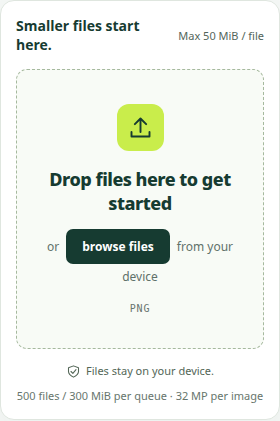 Smaller files start
here.
Max 50 MiB / file
Drop files here to get
started
or browse files from your
device
PNG
Files stay on your device.
500 files / 300 MiB per queue · 32 MP per image